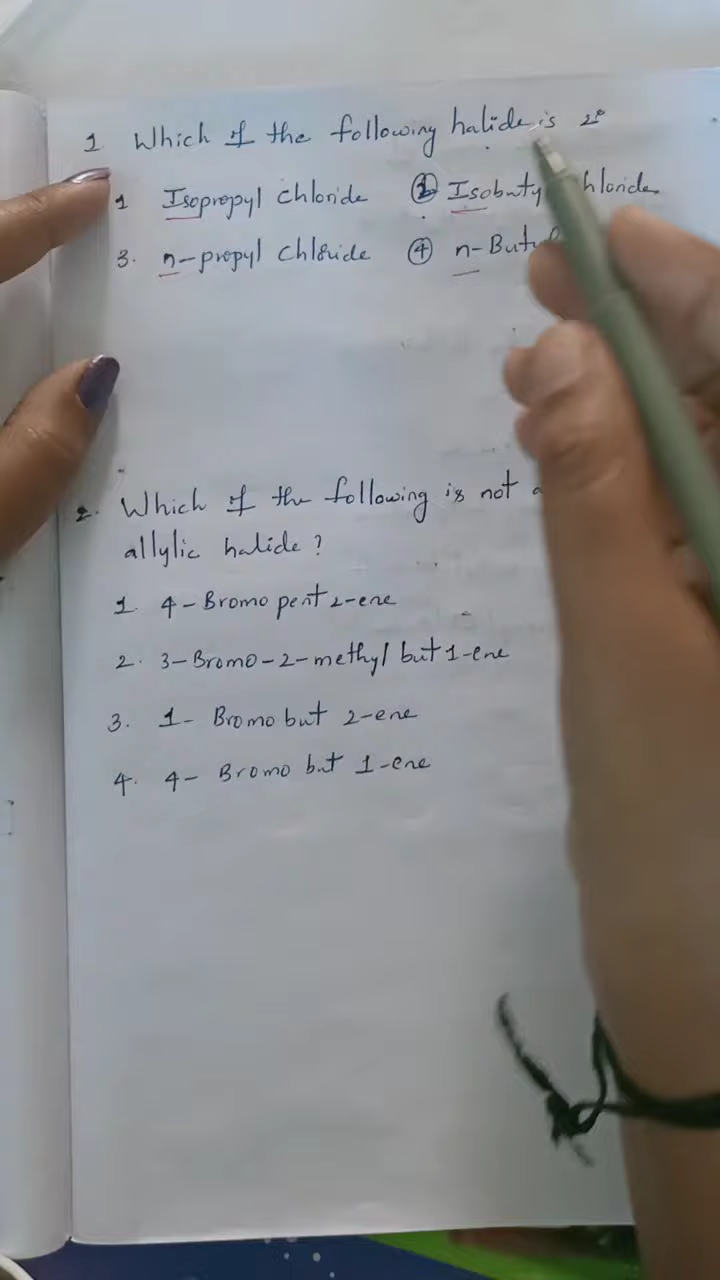 1 Which of the following halide is 2°
1 Isopropyl chloride ② Isobuty hloride
3. n-propyl chloride ④ n-Butyl
2. Which of the following is not a
allylic halide ?
1. 4-Bromo pent 2-ene
2. 3-Bromo-2-methyl but 1-ene
3. 1- Bromo but 2-ene
4. 4- Bromo but 1-ene